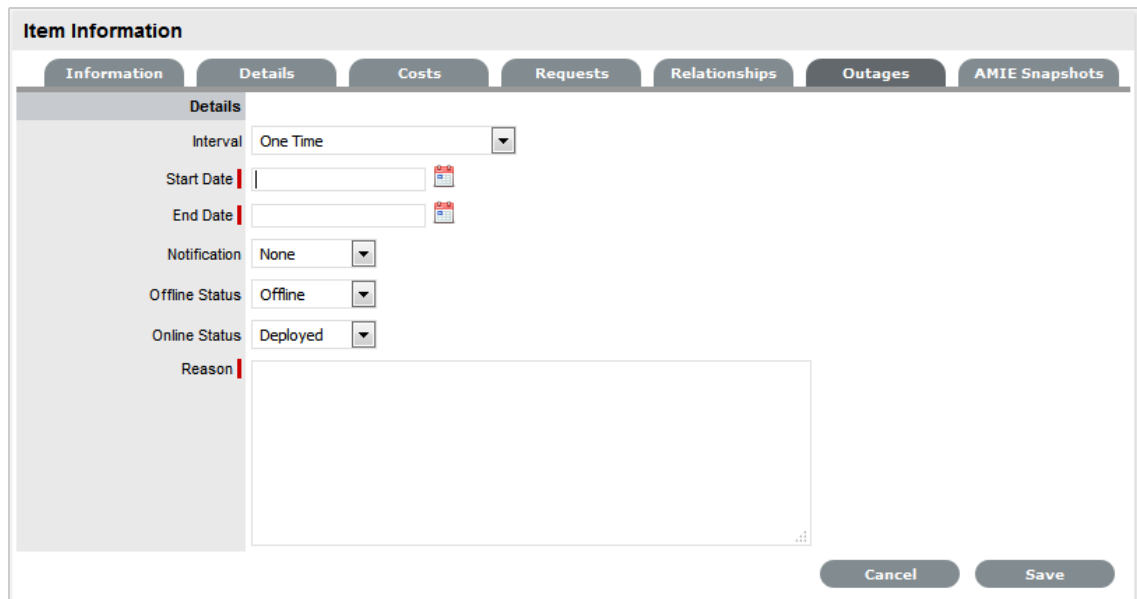 Item Information
Information Details Costs Requests Relationships Outages AMIE Snapshots
Details
Interval One Time
Start Date
End Date
Notification None
Offline Status Offline
Online Status Deployed
Reason
Cancel Save